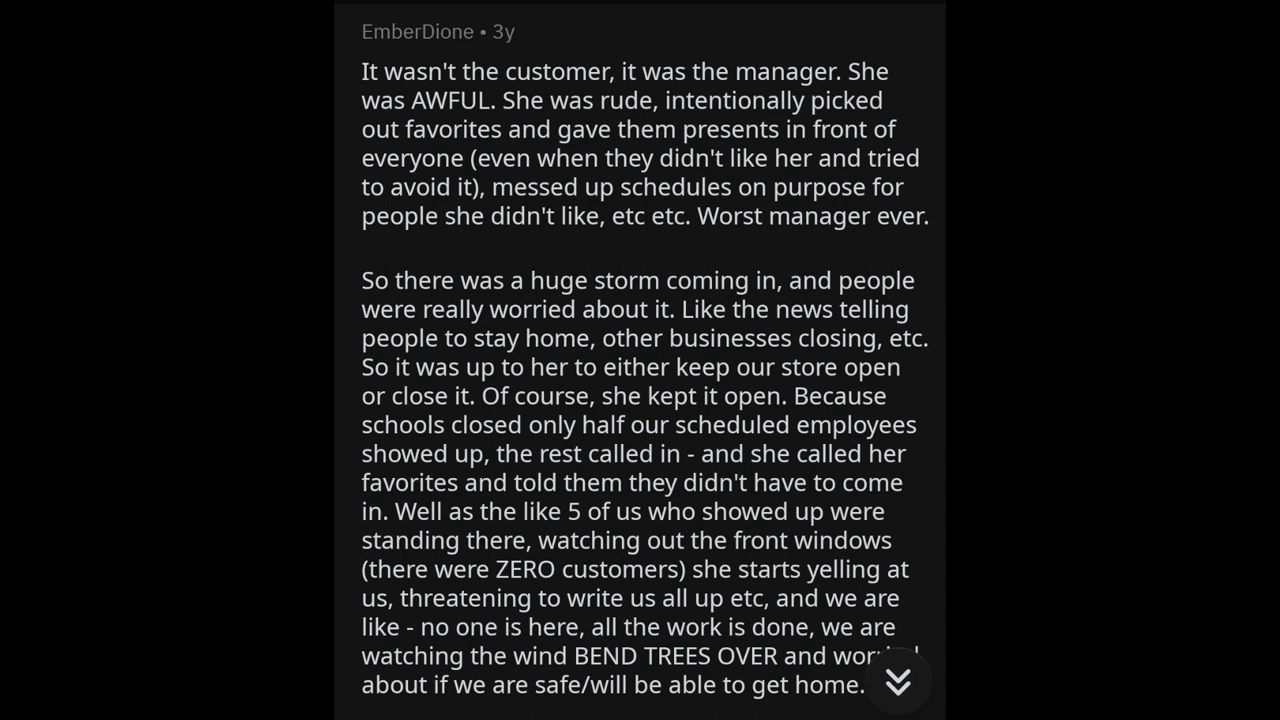 EmberDione • 3y
It wasn't the customer, it was the manager. She
was AWFUL. She was rude, intentionally picked
out favorites and gave them presents in front of
everyone (even when they didn't like her and tried
to avoid it), messed up schedules on purpose for
people she didn't like, etc etc. Worst manager ever.
So there was a huge storm coming in, and people
were really worried about it. Like the news telling
people to stay home, other businesses closing, etc.
So it was up to her to either keep our store open
or close it. Of course, she kept it open. Because
schools closed only half our scheduled employees
showed up, the rest called in - and she called her
favorites and told them they didn't have to come
in. Well as the like 5 of us who showed up were
standing there, watching out the front windows
(there were ZERO customers) she starts yelling at
us, threatening to write us all up etc, and we are
like - no one is here, all the work is done, we are
watching the wind BEND TREES OVER and worried
about if we are safe/will be able to get home.